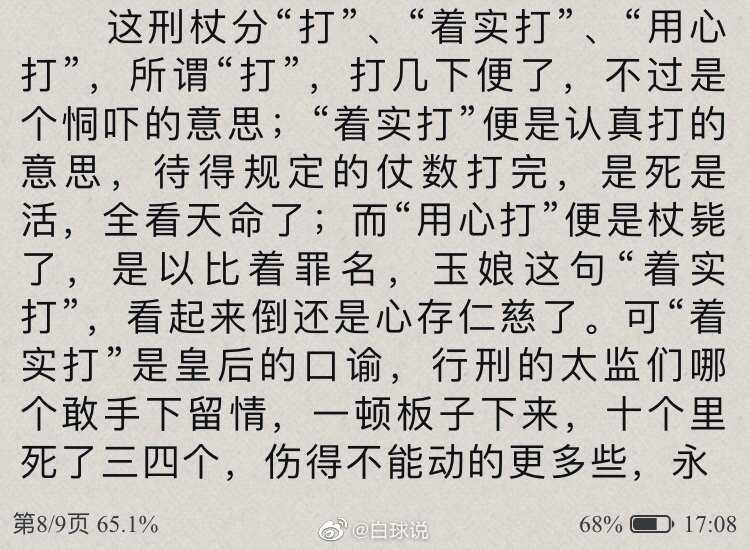 这刑杖分“打”、“着实打”、“用心
打”，所谓“打”，打几下便了，不过是
个恫吓的意思；“着实打”便是认真打的
意思，待得规定的仗数打完，是死是
活，全看天命了；而“用心打”便是杖毙
了，是以比着罪名，玉娘这句“着实
打”，看起来倒还是心存仁慈了。可“着
实打”是皇后的口谕，行刑的太监们哪
个敢手下留情，一顿板子下来，十个里
死了三四个，伤得不能动的更多些，永
第8/9页 65.1%
@白球说
68% 17:08